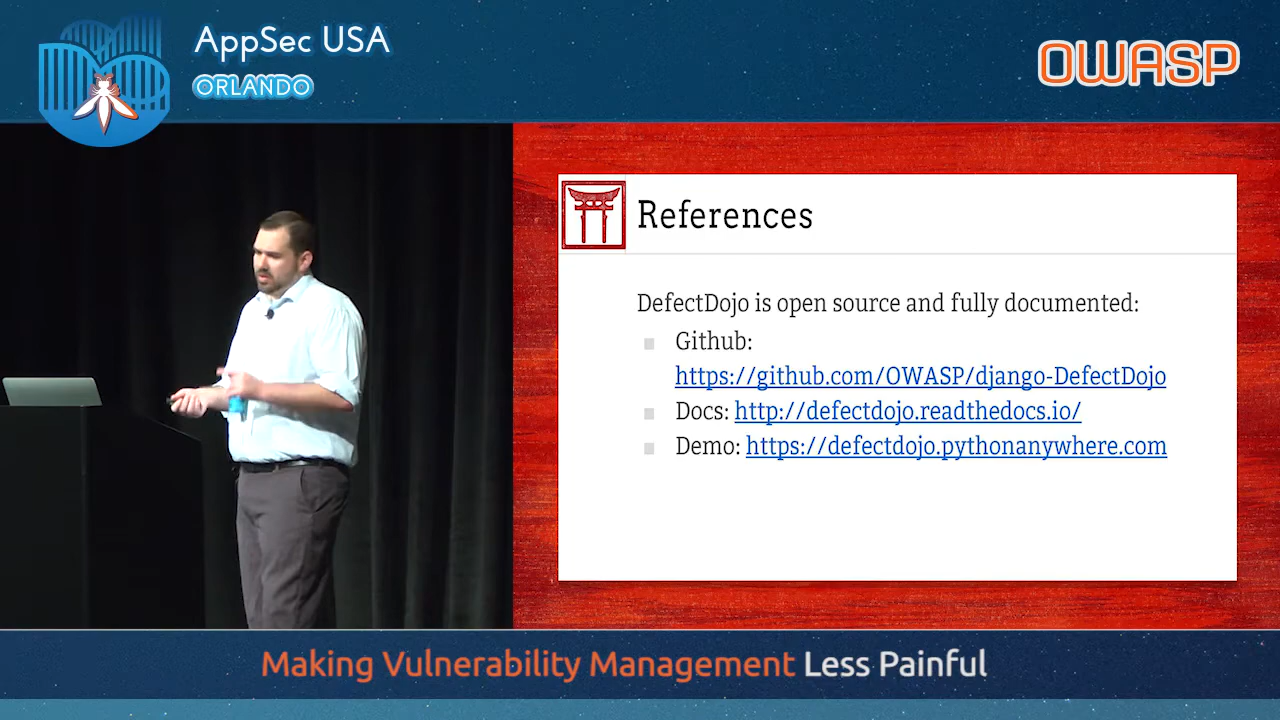 AppSec USA
ORLANDO
OWASP
References
DefectDojo is open source and fully documented:
Github:
https://github.com/OWASP/django-DefectDojo
Docs: http://defectdojo.readthedocs.io/
Demo: https://defectdojo.pythonanywhere.com
Making Vulnerability Management Less Painful